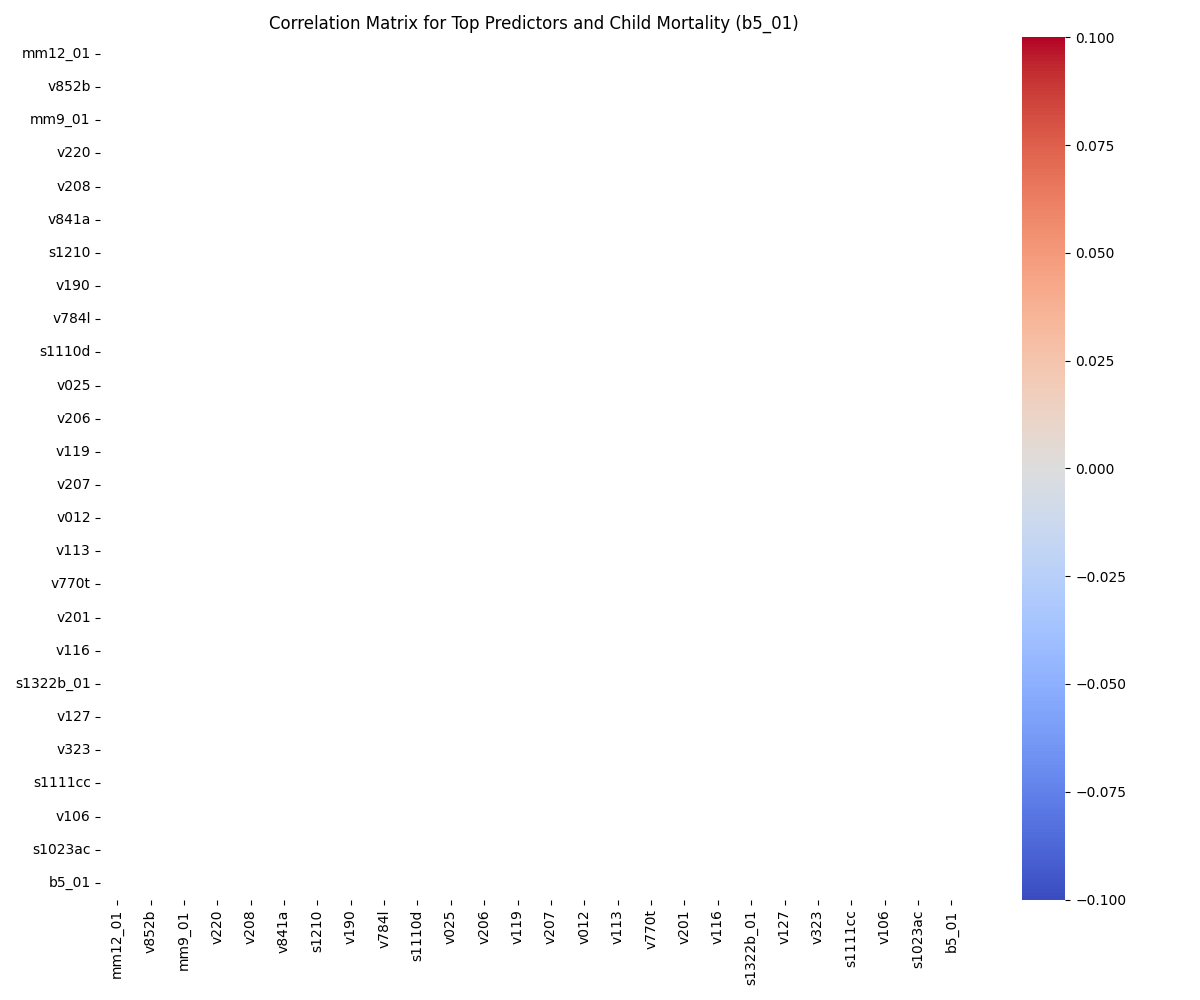 Correlation Matrix for Top Predictors and Child Mortality (b5_01)
mm12_01
v852b
mm9_01
v220
v208
v841a
s1210
v190
v784l
s1110d
v025
v206
v119
v207
v012
v113
v770t
v201
v116
s1322b_01
v127
v323
s1111cc
v106
s1023ac
b5_01
mm12_01
v852b
mm9_01
v220
v208
v841a
s1210
v190
v784l
s1110d
v025
v206
v119
v207
v012
v113
v770t
v201
v116
s1322b_01
v127
v323
s1111cc
v106
s1023ac
b5_01
0.100
0.075
0.050
0.025
0.000
−0.025
−0.050
−0.075
−0.100